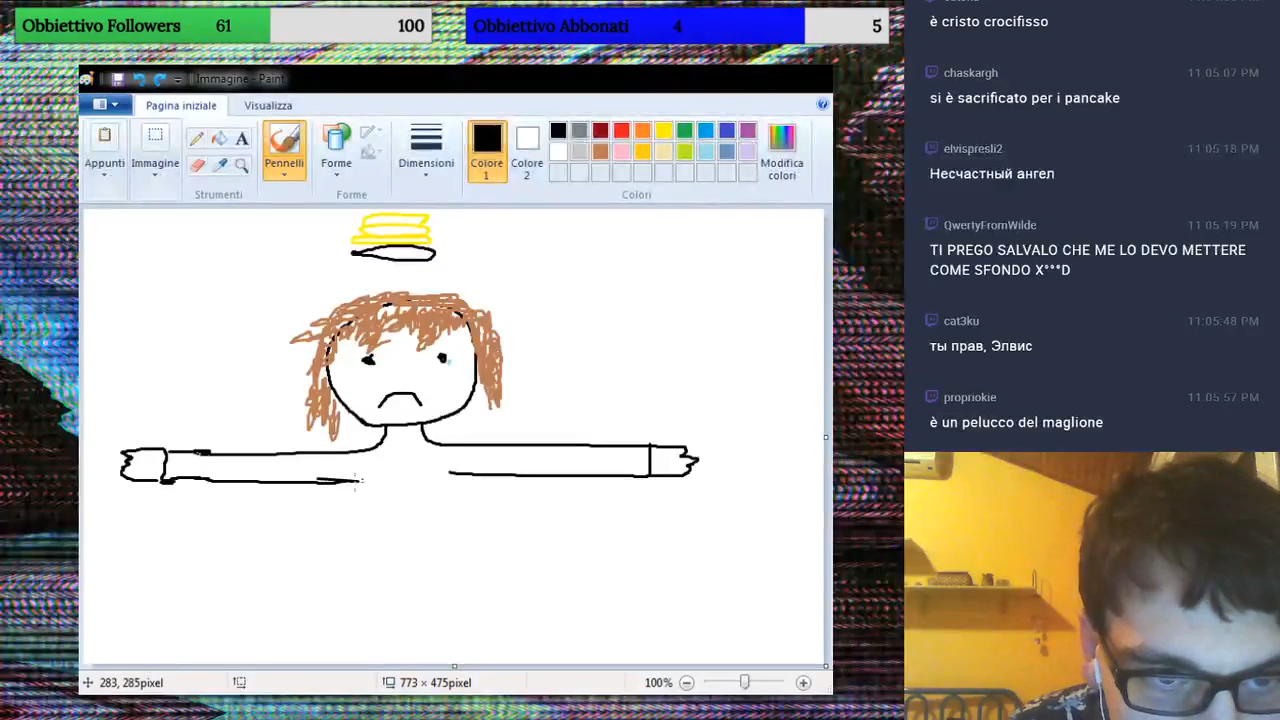 Obbiettivo Followers 61 100
Obbiettivo Abbonati 4 5
Immagine - Paint
Pagina iniziale Visualizza
Appunti
Immagine
Strumenti
Pennelli
Forme
Forme
Dimensioni
Colore 1
Colore 2
Modifica colori
Colori
283, 285pixel
773 × 475pixel
100%
è cristo crocifisso
chaskargh 11:05:07 PM
si è sacrificato per i pancake
elvispresli2 11:05:18 PM
Несчастный ангел
QwertyFromWilde 11:05:19 PM
TI PREGO SALVALO CHE ME LO DEVO METTERE
COME SFONDO X°°°D
cat3ku 11:05:48 PM
ты прав, Элвис
propriokie 11:05:57 PM
è un pelucco del maglione